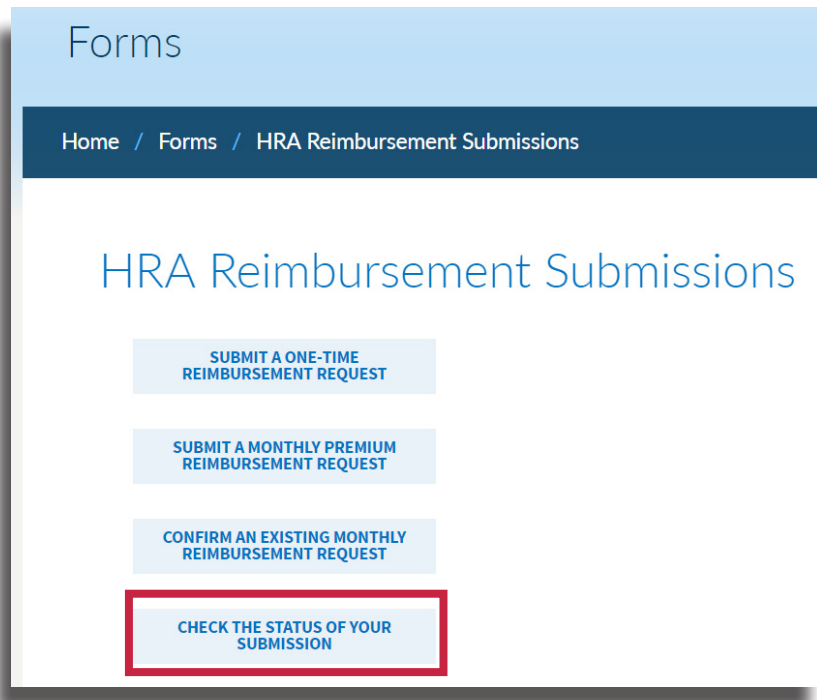 Forms
Home / Forms / HRA Reimbursement Submissions
HRA Reimbursement Submissions
SUBMIT A ONE-TIME
REIMBURSEMENT REQUEST
SUBMIT A MONTHLY PREMIUM
REIMBURSEMENT REQUEST
CONFIRM AN EXISTING MONTHLY
REIMBURSEMENT REQUEST
CHECK THE STATUS OF YOUR
SUBMISSION